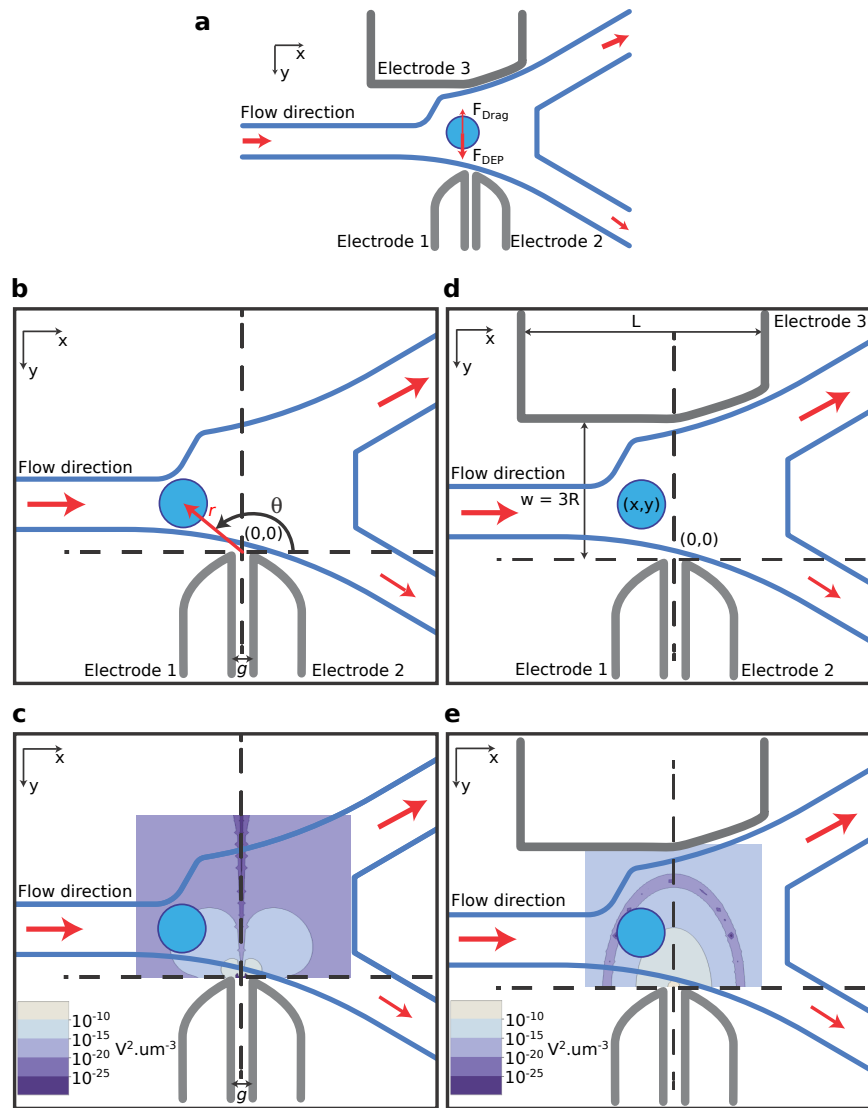 a
x
y
Electrode 3
Flow direction
F_Drag
F_DEP
Electrode 1
Electrode 2
b
x
y
Flow direction
r
θ
(0,0)
Electrode 1
g
Electrode 2
d
x
y
L
Electrode 3
Flow direction
w = 3R
(x,y)
(0,0)
Electrode 1
Electrode 2
c
x
y
Flow direction
10^-10
10^-15
10^-20
10^-25
V².um⁻³
g
e
x
y
Flow direction
10^-10
10^-15
10^-20
10^-25
V².um⁻³